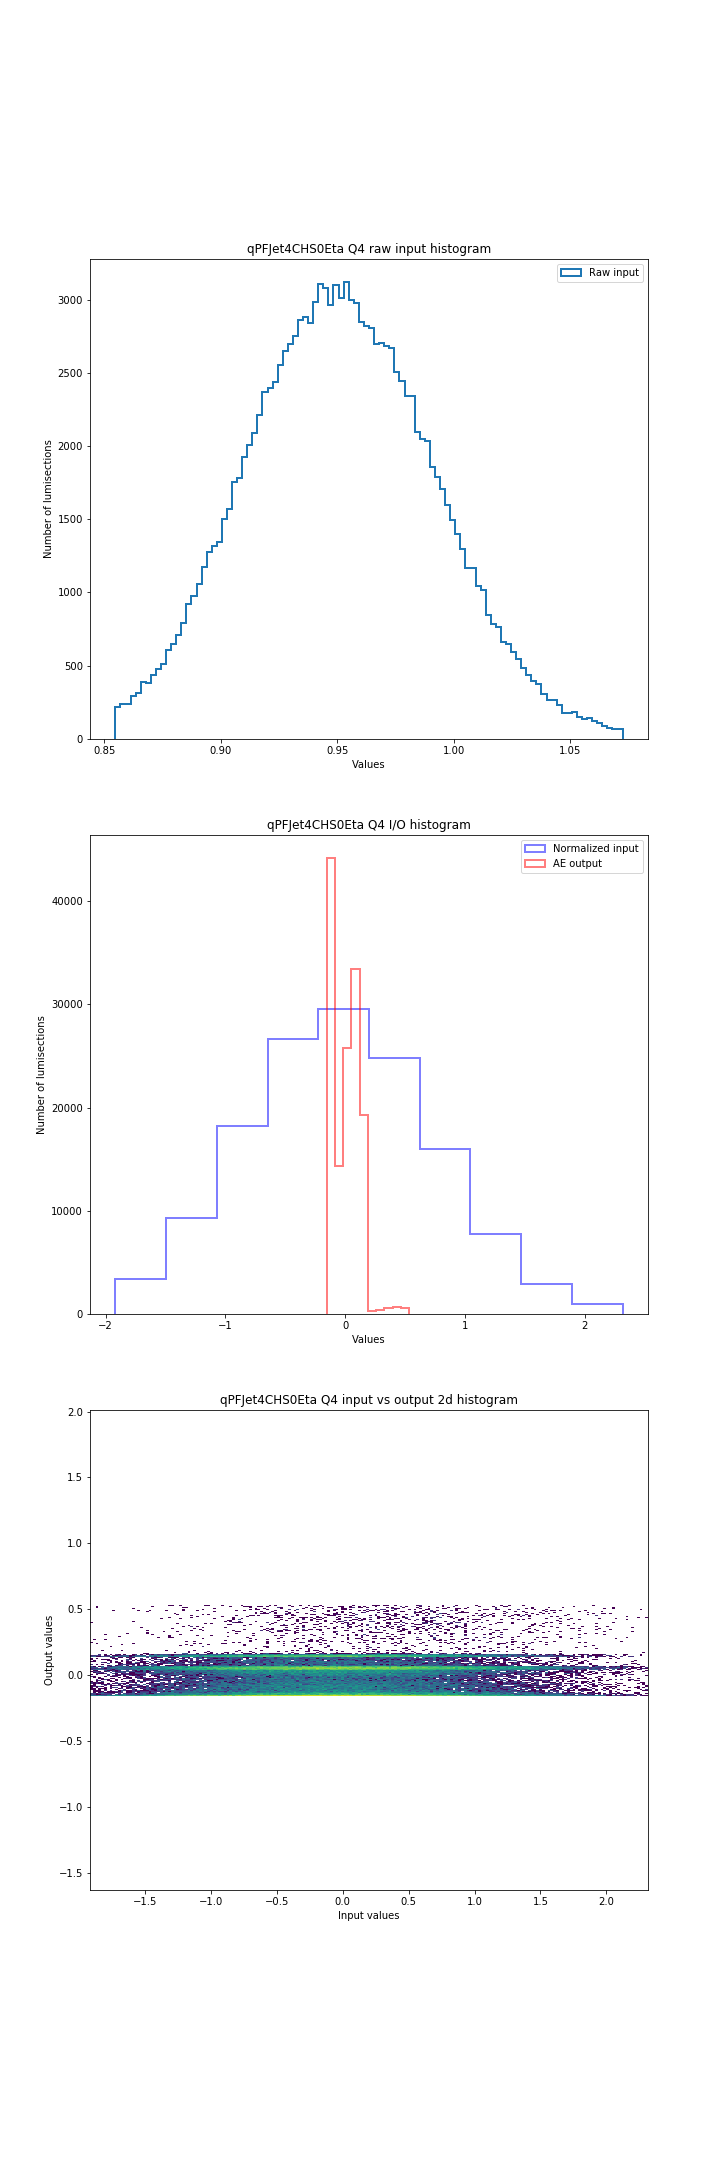 qPFJet4CHS0Eta Q4 raw input histogram
Raw input
3000
2500
2000
1500
1000
500
0
Number of lumisections
0.85 0.90 0.95 1.00 1.05
Values
qPFJet4CHS0Eta Q4 I/O histogram
Normalized input
AE output
40000
30000
20000
10000
0
Number of lumisections
−2 −1 0 1 2
Values
qPFJet4CHS0Eta Q4 input vs output 2d histogram
2.0
1.5
1.0
0.5
0.0
−0.5
−1.0
−1.5
Output values
−1.5 −1.0 −0.5 0.0 0.5 1.0 1.5 2.0
Input values